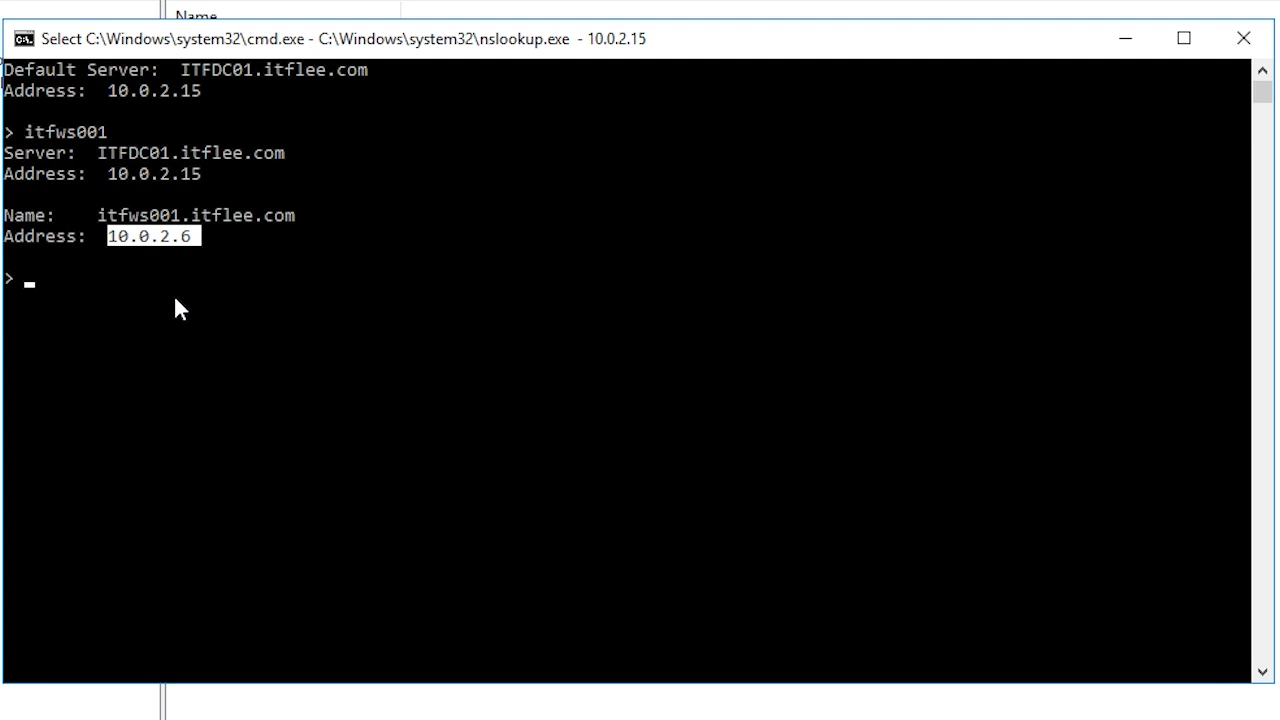 Name
Select C:\Windows\system32\cmd.exe - C:\Windows\system32\nslookup.exe - 10.0.2.15
Default Server:  ITFDC01.itflee.com
Address:  10.0.2.15
> itfws001
Server:  ITFDC01.itflee.com
Address:  10.0.2.15
Name:    itfws001.itflee.com
Address:  10.0.2.6
>